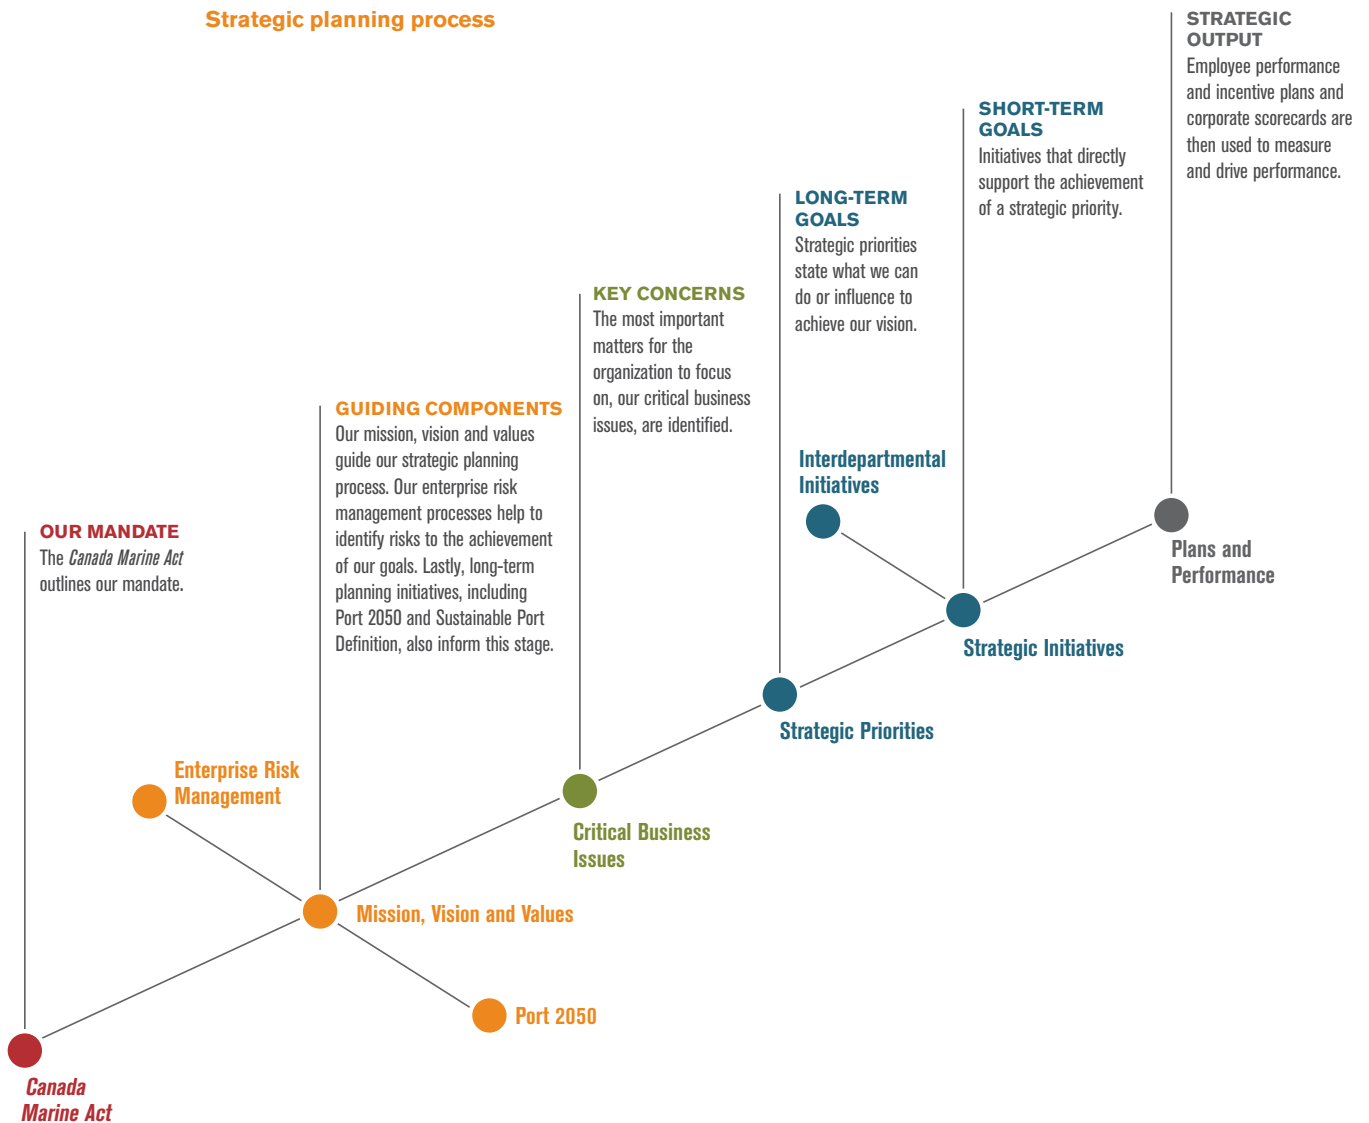 Strategic planning process
STRATEGIC
OUTPUT
Employee performance
and incentive plans and
corporate scorecards are
then used to measure
and drive performance.
SHORT-TERM
GOALS
Initiatives that directly
support the achievement
of a strategic priority.
LONG-TERM
GOALS
Strategic priorities
state what we can
do or influence to
achieve our vision.
KEY CONCERNS
The most important
matters for the
organization to focus
on, our critical business
issues, are identified.
GUIDING COMPONENTS
Our mission, vision and values
guide our strategic planning
process. Our enterprise risk
management processes help to
identify risks to the achievement
of our goals. Lastly, long-term
planning initiatives, including
Port 2050 and Sustainable Port
Definition, also inform this stage.
OUR MANDATE
The Canada Marine Act
outlines our mandate.
Interdepartmental
Initiatives
Plans and
Performance
Strategic Initiatives
Strategic Priorities
Enterprise Risk
Management
Critical Business
Issues
Mission, Vision and Values
Port 2050
Canada
Marine Act